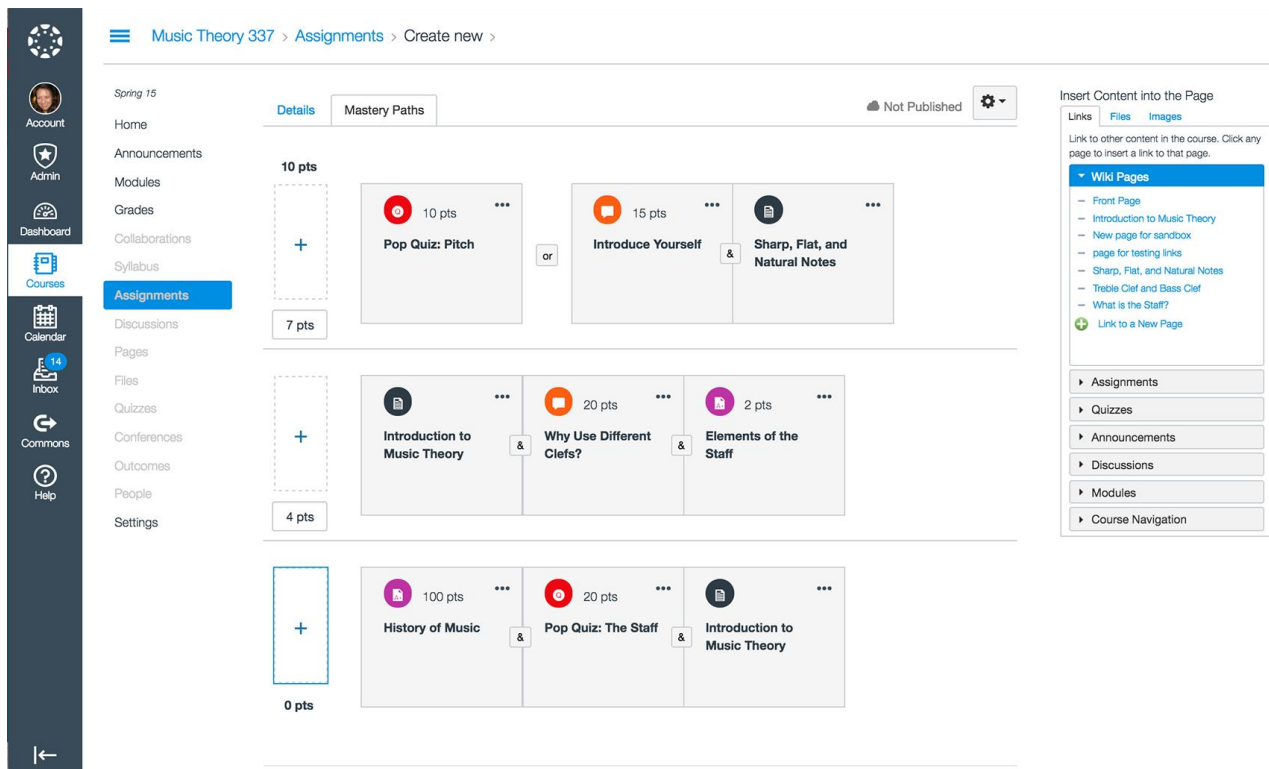 Music Theory 337 > Assignments > Create new >
Account
Admin
Dashboard
Courses
Calendar
14
Inbox
Commons
Help
Spring 15
Home
Announcements
Modules
Grades
Collaborations
Syllabus
Assignments
Discussions
Pages
Files
Quizzes
Conferences
Outcomes
People
Settings
Details
Mastery Paths
Not Published
10 pts
+
7 pts
Q
10 pts
Pop Quiz: Pitch
or
15 pts
Introduce Yourself
&
Sharp, Flat, and
Natural Notes
+
4 pts
Introduction to
Music Theory
&
20 pts
Why Use Different
Clefs?
&
A+
2 pts
Elements of the
Staff
+
0 pts
A+
100 pts
History of Music
&
Q
20 pts
Pop Quiz: The Staff
&
Introduction to
Music Theory
Insert Content into the Page
Links
Files
Images
Link to other content in the course. Click any
page to insert a link to that page.
Wiki Pages
Front Page
Introduction to Music Theory
New page for sandbox
page for testing links
Sharp, Flat, and Natural Notes
Treble Clef and Bass Clef
What is the Staff?
Link to a New Page
Assignments
Quizzes
Announcements
Discussions
Modules
Course Navigation